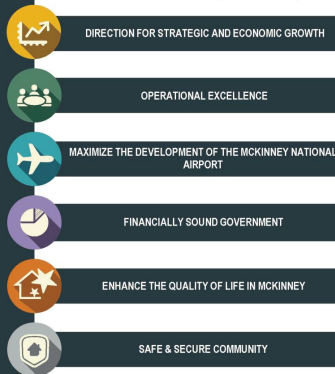 DIRECTION FOR STRATEGIC AND ECONOMIC GROWTH
OPERATIONAL EXCELLENCE
MAXIMIZE THE DEVELOPMENT OF THE MCKINNEY NATIONAL
AIRPORT
FINANCIALLY SOUND GOVERNMENT
ENHANCE THE QUALITY OF LIFE IN MCKINNEY
SAFE & SECURE COMMUNITY